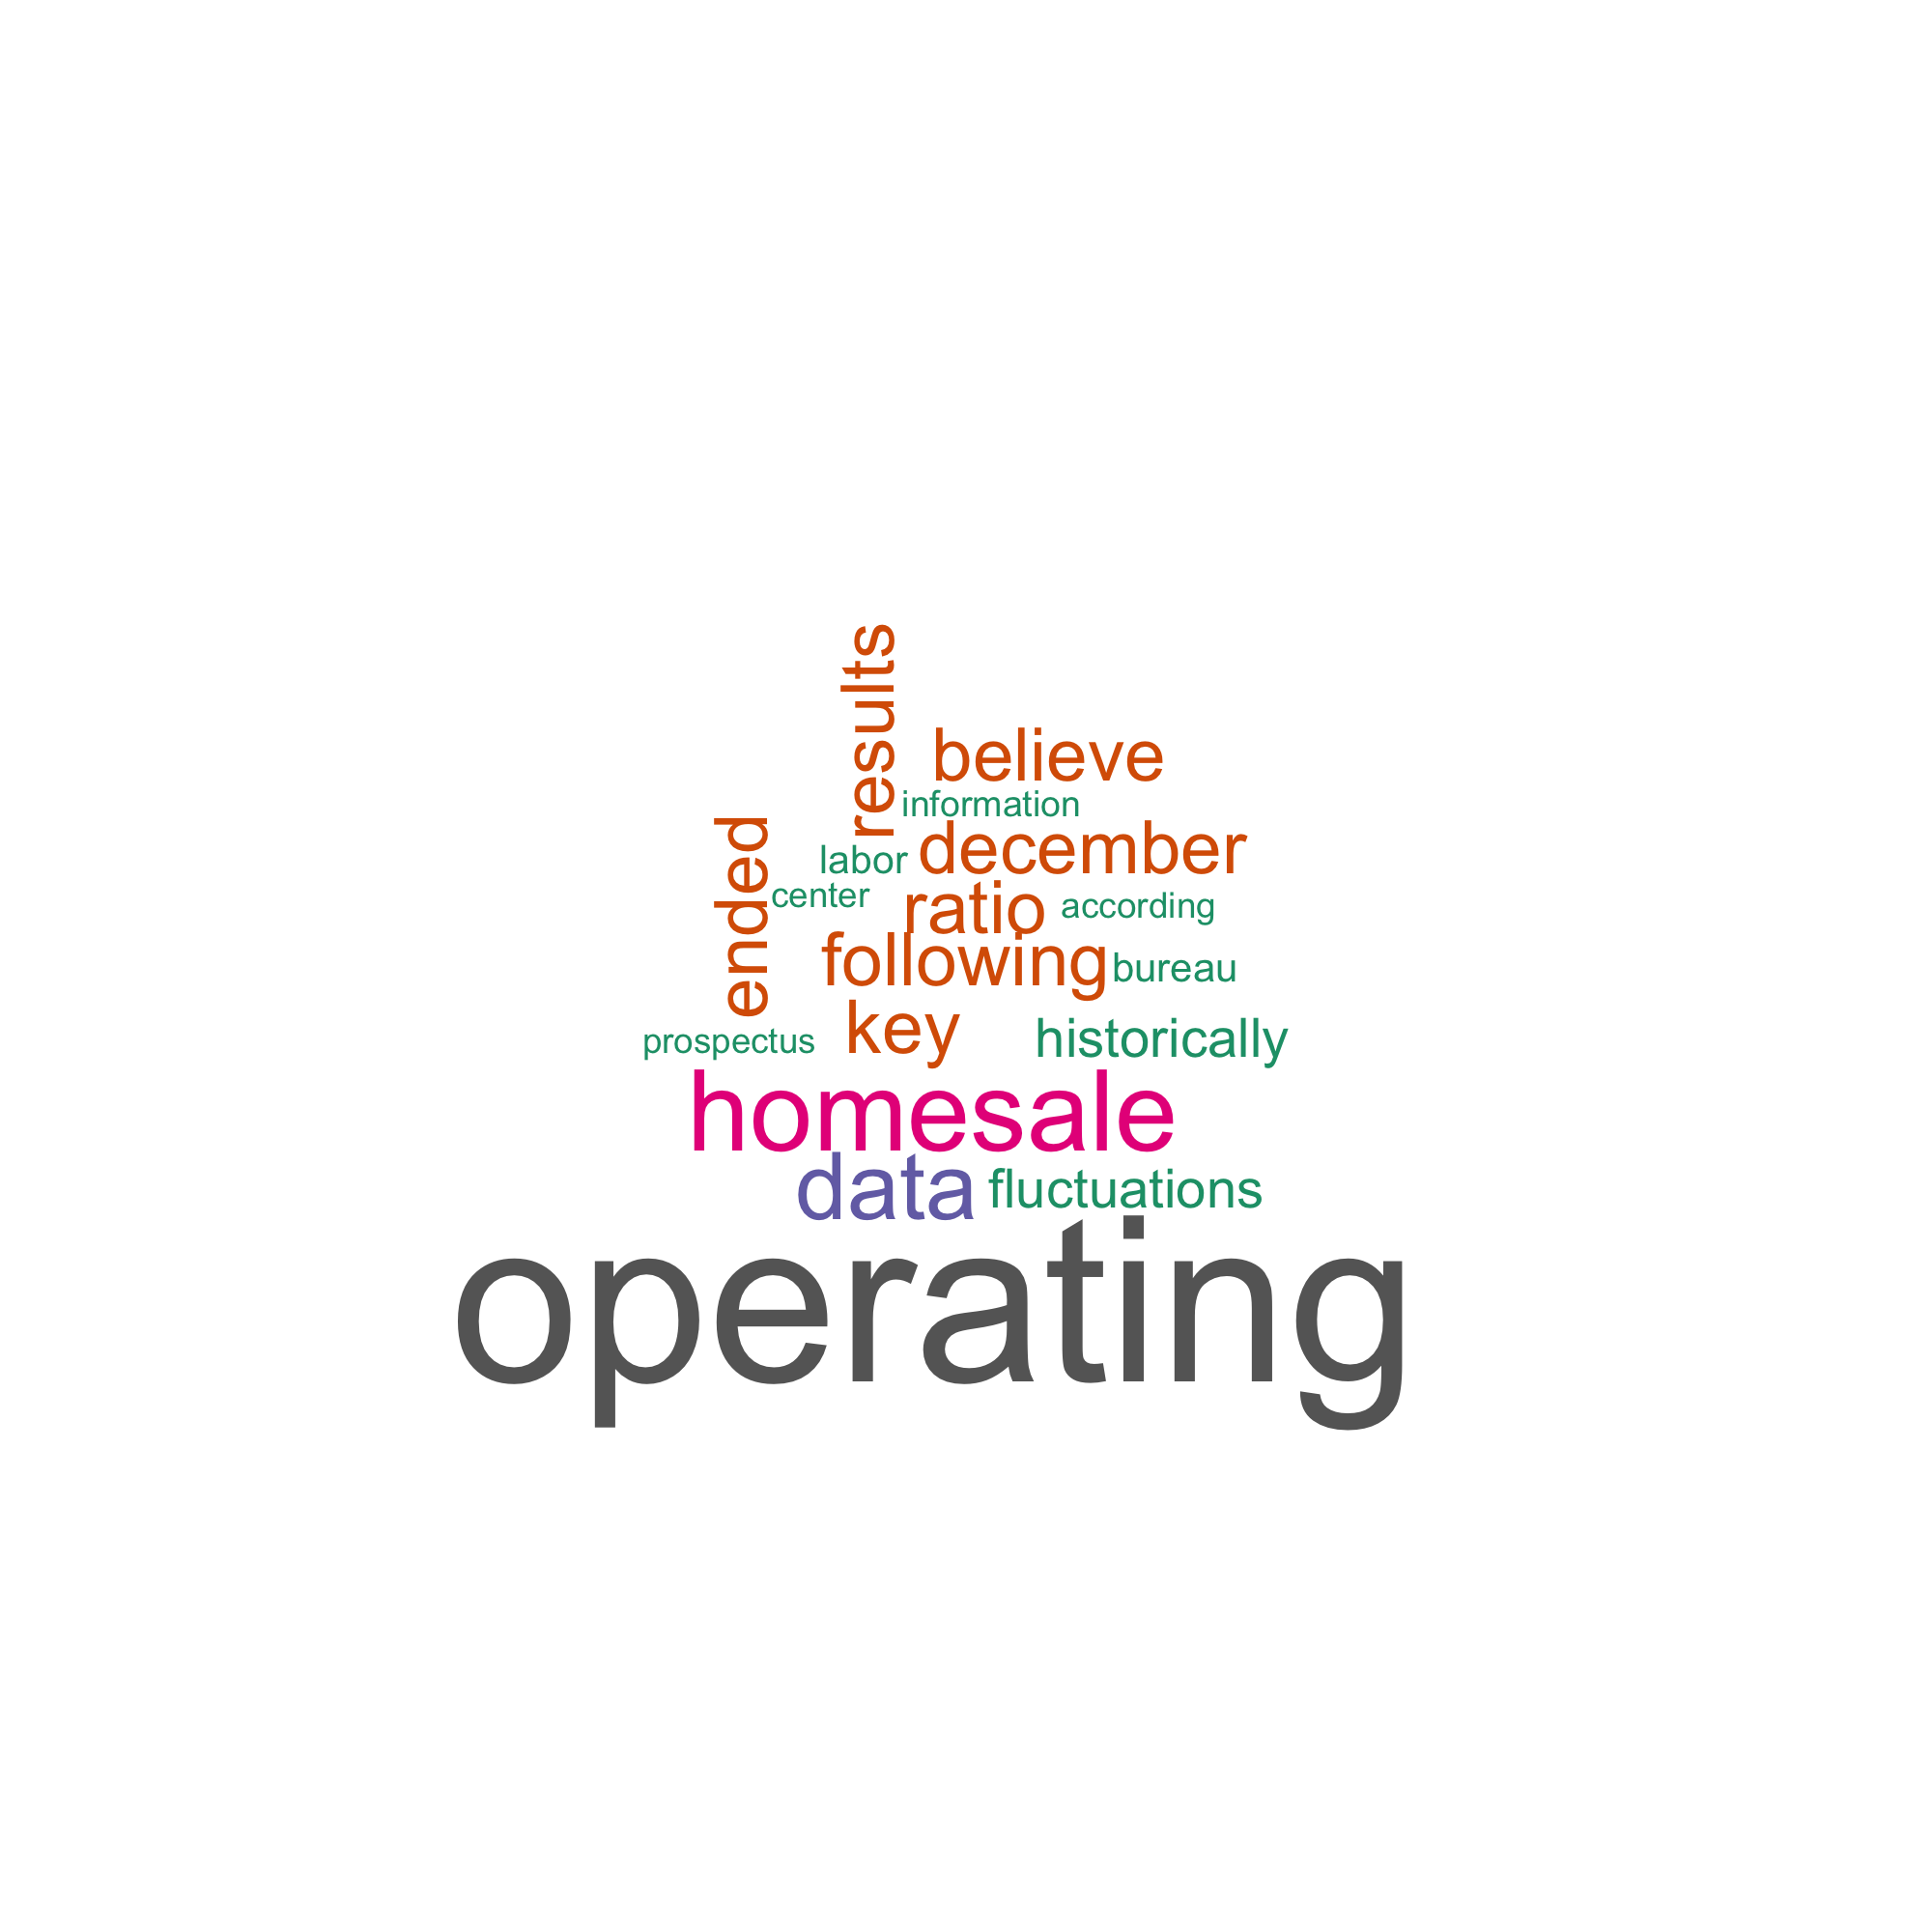 results
believe
information
ended
december
labor
center
ratio
according
following
bureau
key
prospectus
historically
homesale
data
fluctuations
operating